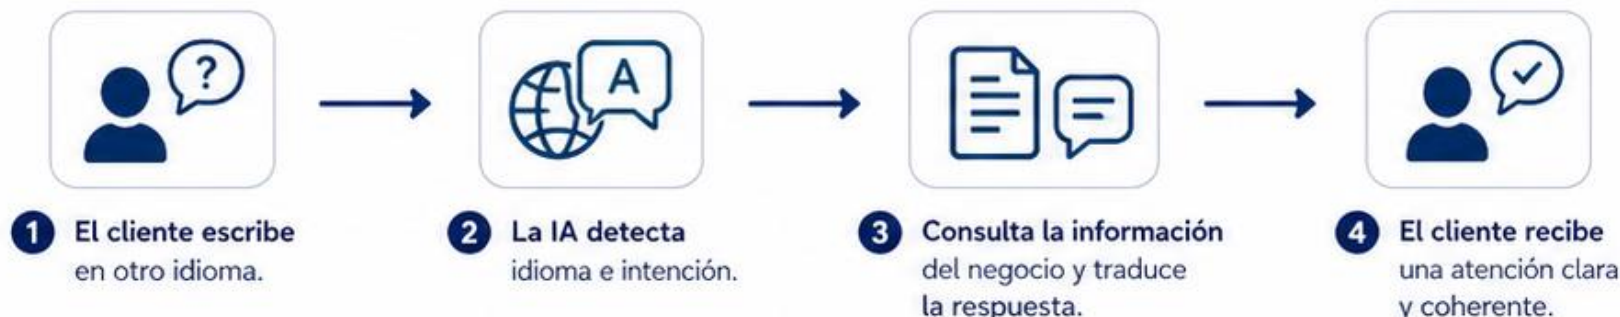 ?
A
1 El cliente escribe
en otro idioma.
2 La IA detecta
idioma e intención.
3 Consulta la información
del negocio y traduce
la respuesta.
4 El cliente recibe
una atención clara
y coherente.